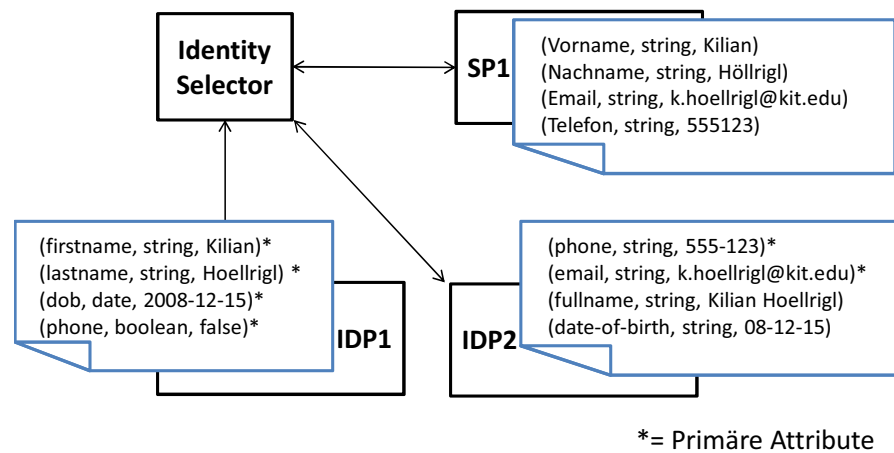 Identity
Selector
SP1
(Vorname, string, Kilian)
(Nachname, string, Höllrigl)
(Email, string, k.hoellrigl@kit.edu)
(Telefon, string, 555123)
(firstname, string, Kilian)*
(lastname, string, Hoellrigl) *
(dob, date, 2008-12-15)*
(phone, boolean, false)*
IDP1
IDP2
(phone, string, 555-123)*
(email, string, k.hoellrigl@kit.edu)*
(fullname, string, Kilian Hoellrigl)
(date-of-birth, string, 08-12-15)
*= Primäre Attribute